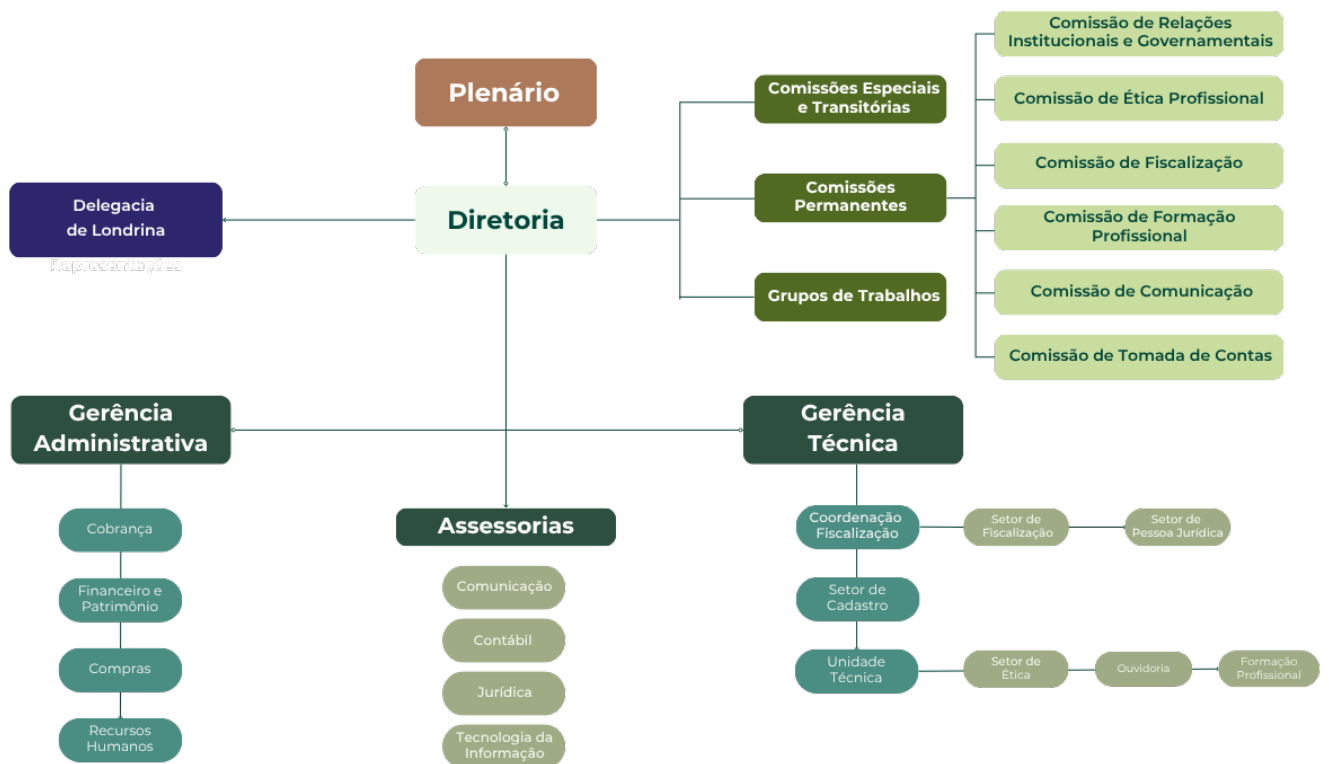 Plenário
Diretoria
Delegacia
de Londrina
Representações
Comissões Especiais
e Transitórias
Comissões
Permanentes
Grupos de Trabalhos
Comissão de Relações
Institucionais e Governamentais
Comissão de Ética Profissional
Comissão de Fiscalização
Comissão de Formação
Profissional
Comissão de Comunicação
Comissão de Tomada de Contas
Gerência
Administrativa
Cobrança
Financeiro e
Patrimônio
Compras
Recursos
Humanos
Assessorias
Comunicação
Contábil
Jurídica
Tecnologia da
Informação
Gerência
Técnica
Coordenação
Fiscalização
Setor de
Fiscalização
Setor de
Pessoa Jurídica
Setor de
Cadastro
Unidade
Técnica
Setor de
Ética
Ouvidoria
Formação
Profissional